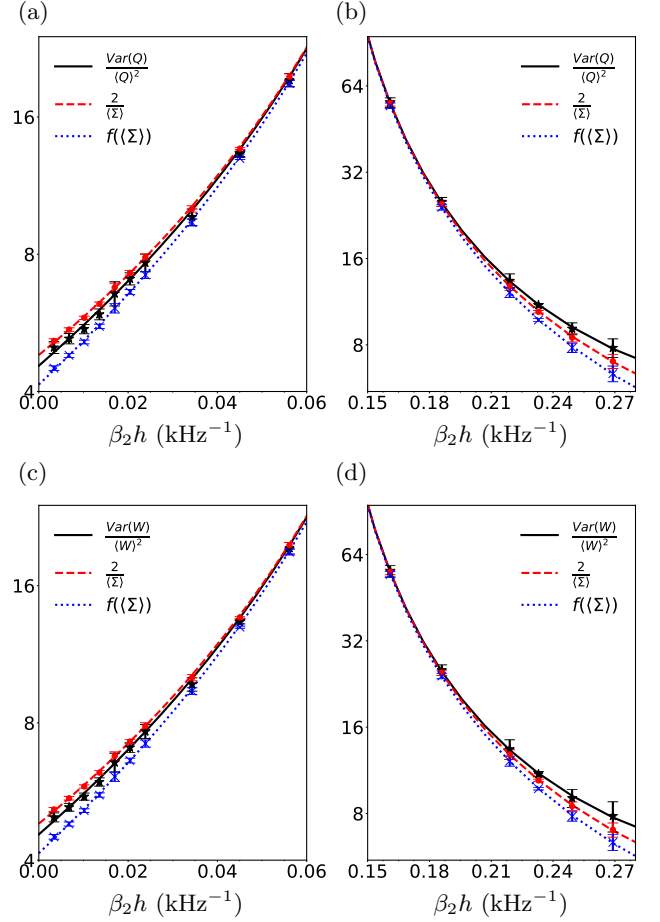 (a)
(b)
Var(Q)/⟨Q⟩²
2/⟨Σ⟩
f(⟨Σ⟩)
16
8
4
0.00 0.02 0.04 0.06
β₂h (kHz⁻¹)
Var(Q)/⟨Q⟩²
2/⟨Σ⟩
f(⟨Σ⟩)
64
32
16
8
0.15 0.18 0.21 0.24 0.27
β₂h (kHz⁻¹)
(c)
(d)
Var(W)/⟨W⟩²
2/⟨Σ⟩
f(⟨Σ⟩)
16
8
4
0.00 0.02 0.04 0.06
β₂h (kHz⁻¹)
Var(W)/⟨W⟩²
2/⟨Σ⟩
f(⟨Σ⟩)
64
32
16
8
0.15 0.18 0.21 0.24 0.27
β₂h (kHz⁻¹)